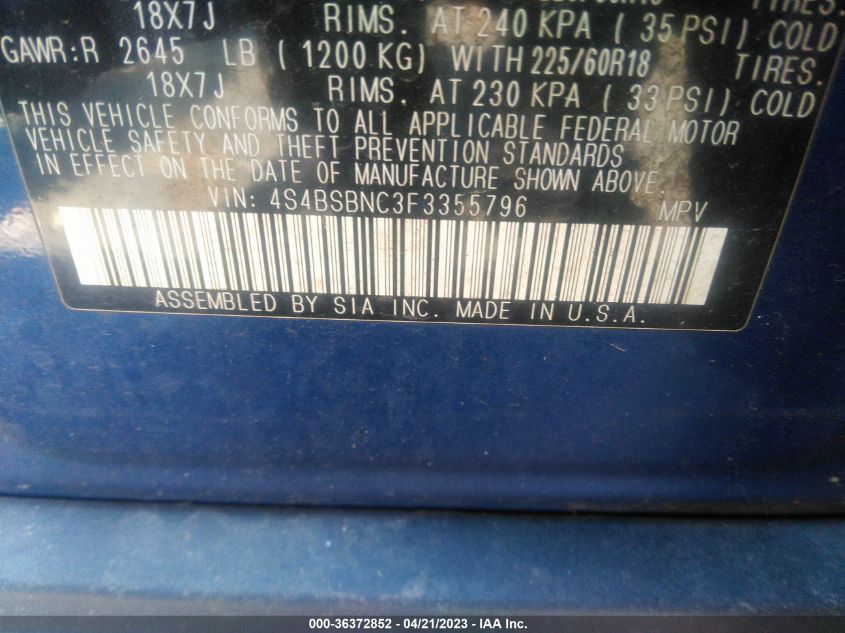 18X7J RIMS. AT 240 KPA ( 35 PSI) COLD
GAWR:R 2645 LB ( 1200 KG) WITH 225/60R18 TIRES.
18X7J RIMS. AT 230 KPA ( 33 PSI) COLD
THIS VEHICLE CONFORMS TO ALL APPLICABLE FEDERAL MOTOR
VEHICLE SAFETY AND THEFT PREVENTION STANDARDS
IN EFFECT ON THE DATE OF MANUFACTURE SHOWN ABOVE.
VIN: 4S4BSBNC3F3355796 MPV
ASSEMBLED BY SIA INC. MADE IN U.S.A.
000-36372852 - 04/21/2023 - IAA Inc.